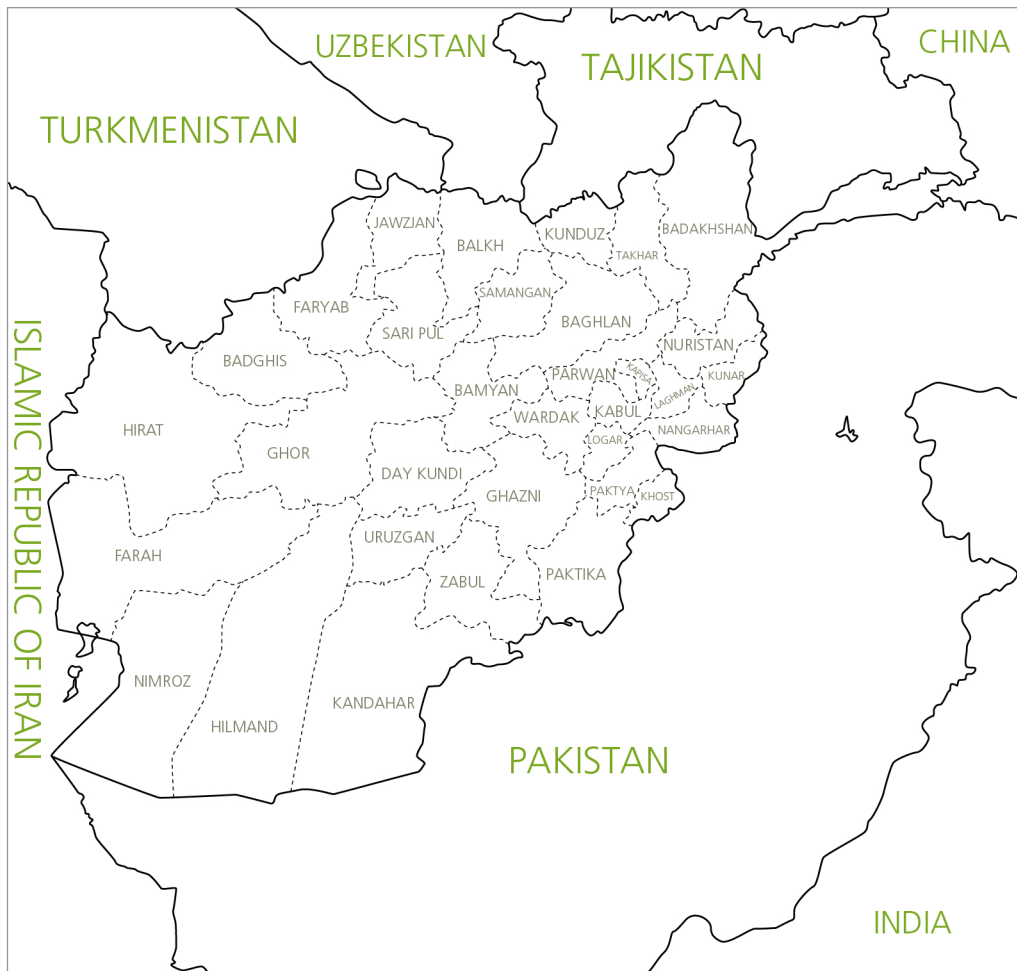 UZBEKISTAN
CHINA
TAJIKISTAN
TURKMENISTAN
JAWZJAN
BALKH
KUNDUZ
BADAKHSHAN
TAKHAR
SAMANGAN
FARYAB
BAGHLAN
SARI PUL
NURISTAN
BADGHIS
PARWAN
KAPISA
KUNAR
BAMYAN
LAGHMAN
WARDAK
KABUL
HIRAT
NANGARHAR
LOGAR
GHOR
DAY KUNDI
GHAZNI
PAKTYA
KHOST
URUZGAN
FARAH
ZABUL
PAKTIKA
ISLAMIC REPUBLIC OF IRAN
NIMROZ
KANDAHAR
HILMAND
PAKISTAN
INDIA